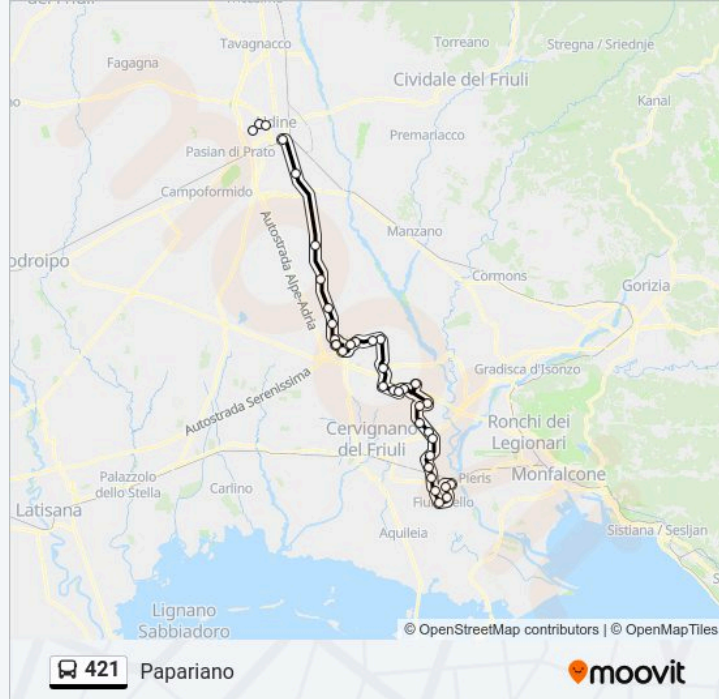 Tavagnacco
Torreano
Stregna / Sriednje
Fagagna
Cividale del Friuli
Kanal
Premariacco
Pasian di Prato
Campoformido
Manzano
Autostrada Alpe-Adria
odroipo
Cormons
Gorizia
Gradisca d'Isonzo
Autostrada Serenissima
Cervignano
del Friuli
Ronchi dei
Legionari
Palazzolo
dello Stella
Carlino
Pieris
Monfalcone
Latisana
Aquileia
Sistiana / Sesljan
Lignano
Sabbiadoro
© OpenStreetMap contributors | © OpenMapTiles
421 Papariano
moovit